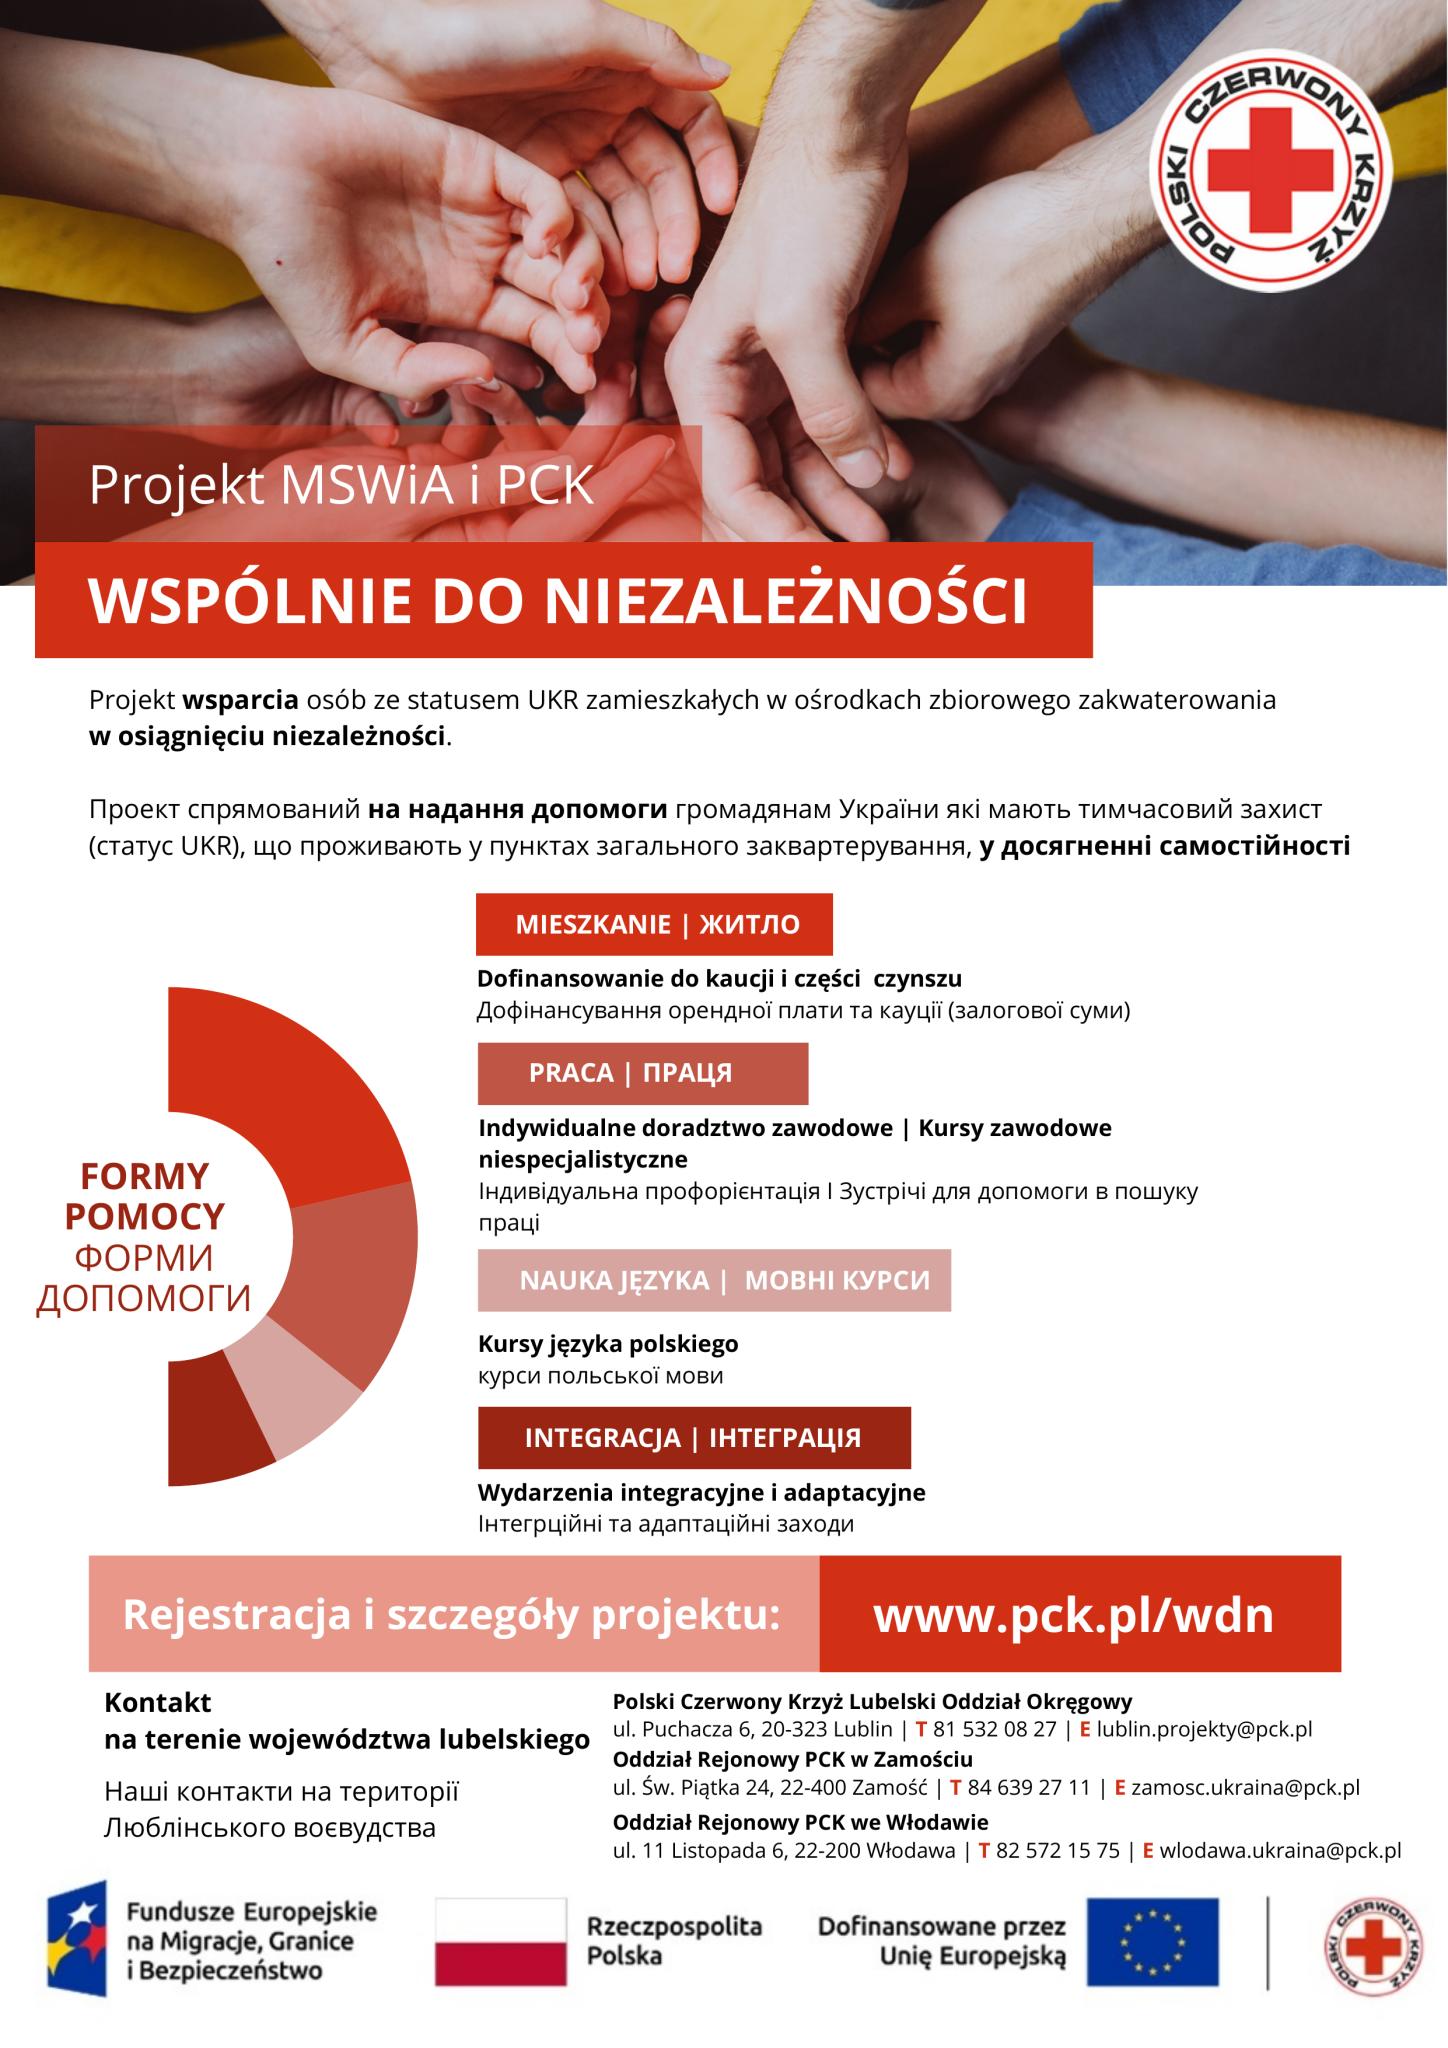 POLSKI CZERWONY KRZYŻ
Projekt MSWiA i PCK
WSPÓLNIE DO NIEZALEŻNOŚCI
Projekt wsparcia osób ze statusem UKR zamieszkałych w ośrodkach zbiorowego zakwaterowania
w osiągnięciu niezależności.
Проект спрямований на надання допомоги громадянам України які мають тимчасовий захист
(статус UKR), що проживають у пунктах загального заквартерування, у досягненні самостійності
FORMY
POMOCY
ФОРМИ
ДОПОМОГИ
MIESZKANIE | ЖИТЛО
Dofinansowanie do kaucji i części czynszu
Дофінансування орендної плати та кауції (залогової суми)
PRACA | ПРАЦЯ
Indywidualne doradztwo zawodowe | Kursy zawodowe
niespecjalistyczne
Індивідуальна профорієнтація І Зустрічі для допомоги в пошуку
праці
NAUKA JĘZYKA | МОВНІ КУРСИ
Kursy języka polskiego
курси польської мови
INTEGRACJA | ІНТЕГРАЦІЯ
Wydarzenia integracyjne i adaptacyjne
Інтегрційні та адаптаційні заходи
Rejestracja i szczegóły projektu: www.pck.pl/wdn
Kontakt
na terenie województwa lubelskiego
Наші контакти на території
Люблінського воєвудства
Polski Czerwony Krzyż Lubelski Oddział Okręgowy
ul. Puchacza 6, 20-323 Lublin | T 81 532 08 27 | E lublin.projekty@pck.pl
Oddział Rejonowy PCK w Zamościu
ul. Św. Piątka 24, 22-400 Zamość | T 84 639 27 11 | E zamosc.ukraina@pck.pl
Oddział Rejonowy PCK we Włodawie
ul. 11 Listopada 6, 22-200 Włodawa | T 82 572 15 75 | E wlodawa.ukraina@pck.pl
Fundusze Europejskie
na Migracje, Granice
i Bezpieczeństwo
Rzeczpospolita
Polska
Dofinansowane przez
Unię Europejską
POLSKI CZERWONY KRZYŻ